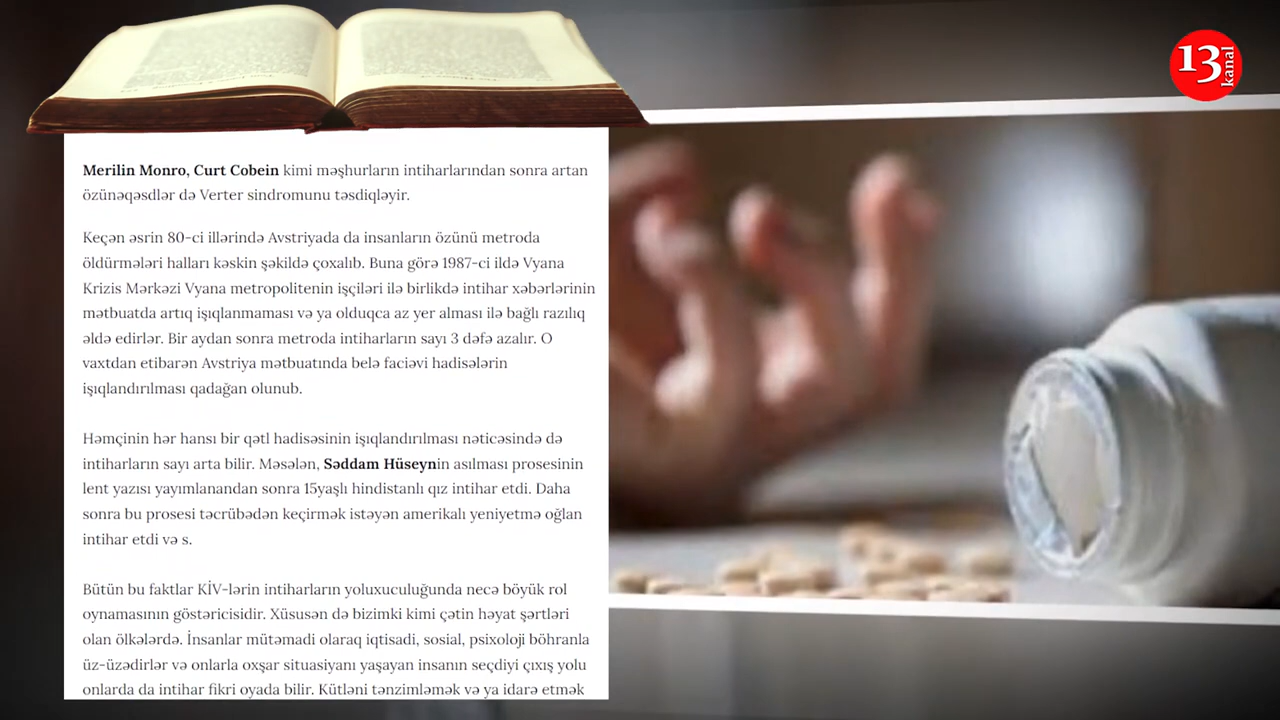 13
kanal
Merilin Monro, Curt Cobein kimi məşhurların intiharlarından sonra artan
özünəqəsdlər də Verter sindromunu təsdiqləyir.
Keçən əsrin 80-ci illərində Avstriyada da insanların özünü metroda
öldürmələri halları kəskin şəkildə çoxalıb. Buna görə 1987-ci ildə Vyana
Krizis Mərkəzi Vyana metropolitenin işçiləri ilə birlikdə intihar xəbərlərinin
mətbuatda artıq işıqlanmaması və ya olduqca az yer alması ilə bağlı razılıq
əldə edirlər. Bir aydan sonra metroda intiharların sayı 3 dəfə azalır. O
vaxtdan etibarən Avstriya mətbuatında belə faciəvi hadisələrin
işıqlandırılması qadağan olunub.
Həmçinin hər hansı bir qətl hadisəsinin işıqlandırılması nəticəsində də
intiharların sayı arta bilir. Məsələn, Səddam Hüseynin asılması prosesinin
lent yazısı yayımlanandan sonra 15yaşlı hindistanlı qız intihar etdi. Daha
sonra bu prosesi təcrübədən keçirmək istəyən amerikalı yeniyetmə oğlan
intihar etdi və s.
Bütün bu faktlar KİV-lərin intiharların yoluxuculuğunda necə böyük rol
oynamasının göstəricisidir. Xüsusən də bizimki kimi çətin həyat şərtləri
olan ölkələrdə. İnsanlar mütəmadi olaraq iqtisadi, sosial, psixoloji böhranla
üz-üzədirlər və onlarla oxşar situasiyanı yaşayan insanın seçdiyi çıxış yolu
onlarda da intihar fikri oyada bilir. Kütləni tənzimləmək və ya idarə etmək